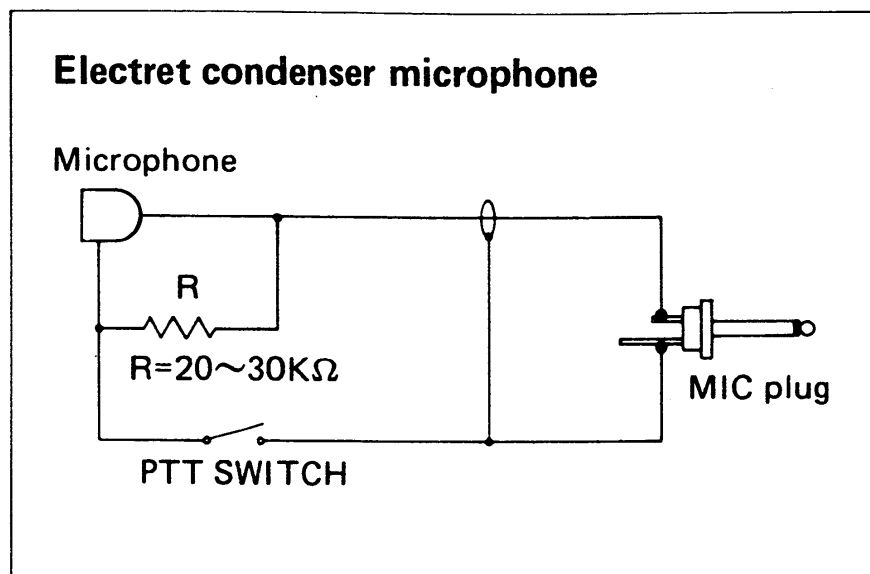 Electret condenser microphone
Microphone
R
R=20~30KΩ
MIC plug
PTT SWITCH